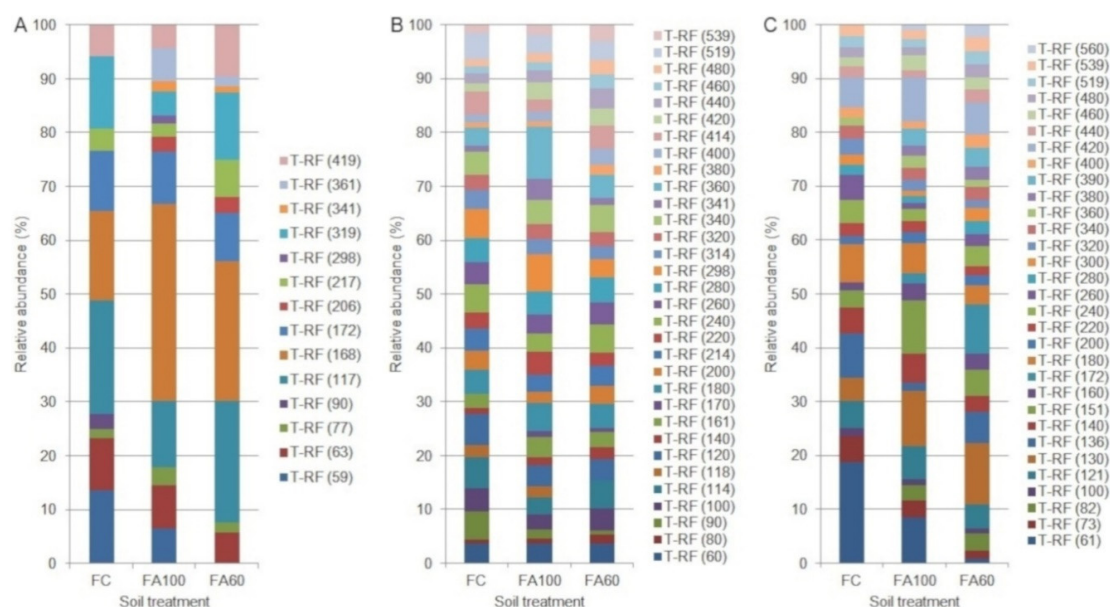 A
B
C
Relative abundance (%)
100
90
80
70
60
50
40
30
20
10
0
FC FA100 FA60
Soil treatment
T-RF (419)
T-RF (361)
T-RF (341)
T-RF (319)
T-RF (298)
T-RF (217)
T-RF (206)
T-RF (172)
T-RF (168)
T-RF (117)
T-RF (90)
T-RF (77)
T-RF (63)
T-RF (59)
Relative abundance (%)
100
90
80
70
60
50
40
30
20
10
0
FC FA100 FA60
Soil treatment
T-RF (539)
T-RF (519)
T-RF (480)
T-RF (460)
T-RF (440)
T-RF (420)
T-RF (414)
T-RF (400)
T-RF (380)
T-RF (360)
T-RF (341)
T-RF (340)
T-RF (320)
T-RF (314)
T-RF (298)
T-RF (280)
T-RF (260)
T-RF (240)
T-RF (220)
T-RF (214)
T-RF (200)
T-RF (180)
T-RF (170)
T-RF (161)
T-RF (140)
T-RF (120)
T-RF (118)
T-RF (114)
T-RF (100)
T-RF (90)
T-RF (80)
T-RF (60)
Relative abundance (%)
100
90
80
70
60
50
40
30
20
10
0
FC FA100 FA60
Soil treatment
T-RF (560)
T-RF (539)
T-RF (519)
T-RF (480)
T-RF (460)
T-RF (440)
T-RF (420)
T-RF (400)
T-RF (390)
T-RF (380)
T-RF (360)
T-RF (340)
T-RF (320)
T-RF (300)
T-RF (280)
T-RF (260)
T-RF (240)
T-RF (220)
T-RF (200)
T-RF (180)
T-RF (172)
T-RF (160)
T-RF (151)
T-RF (140)
T-RF (136)
T-RF (130)
T-RF (121)
T-RF (100)
T-RF (82)
T-RF (73)
T-RF (61)